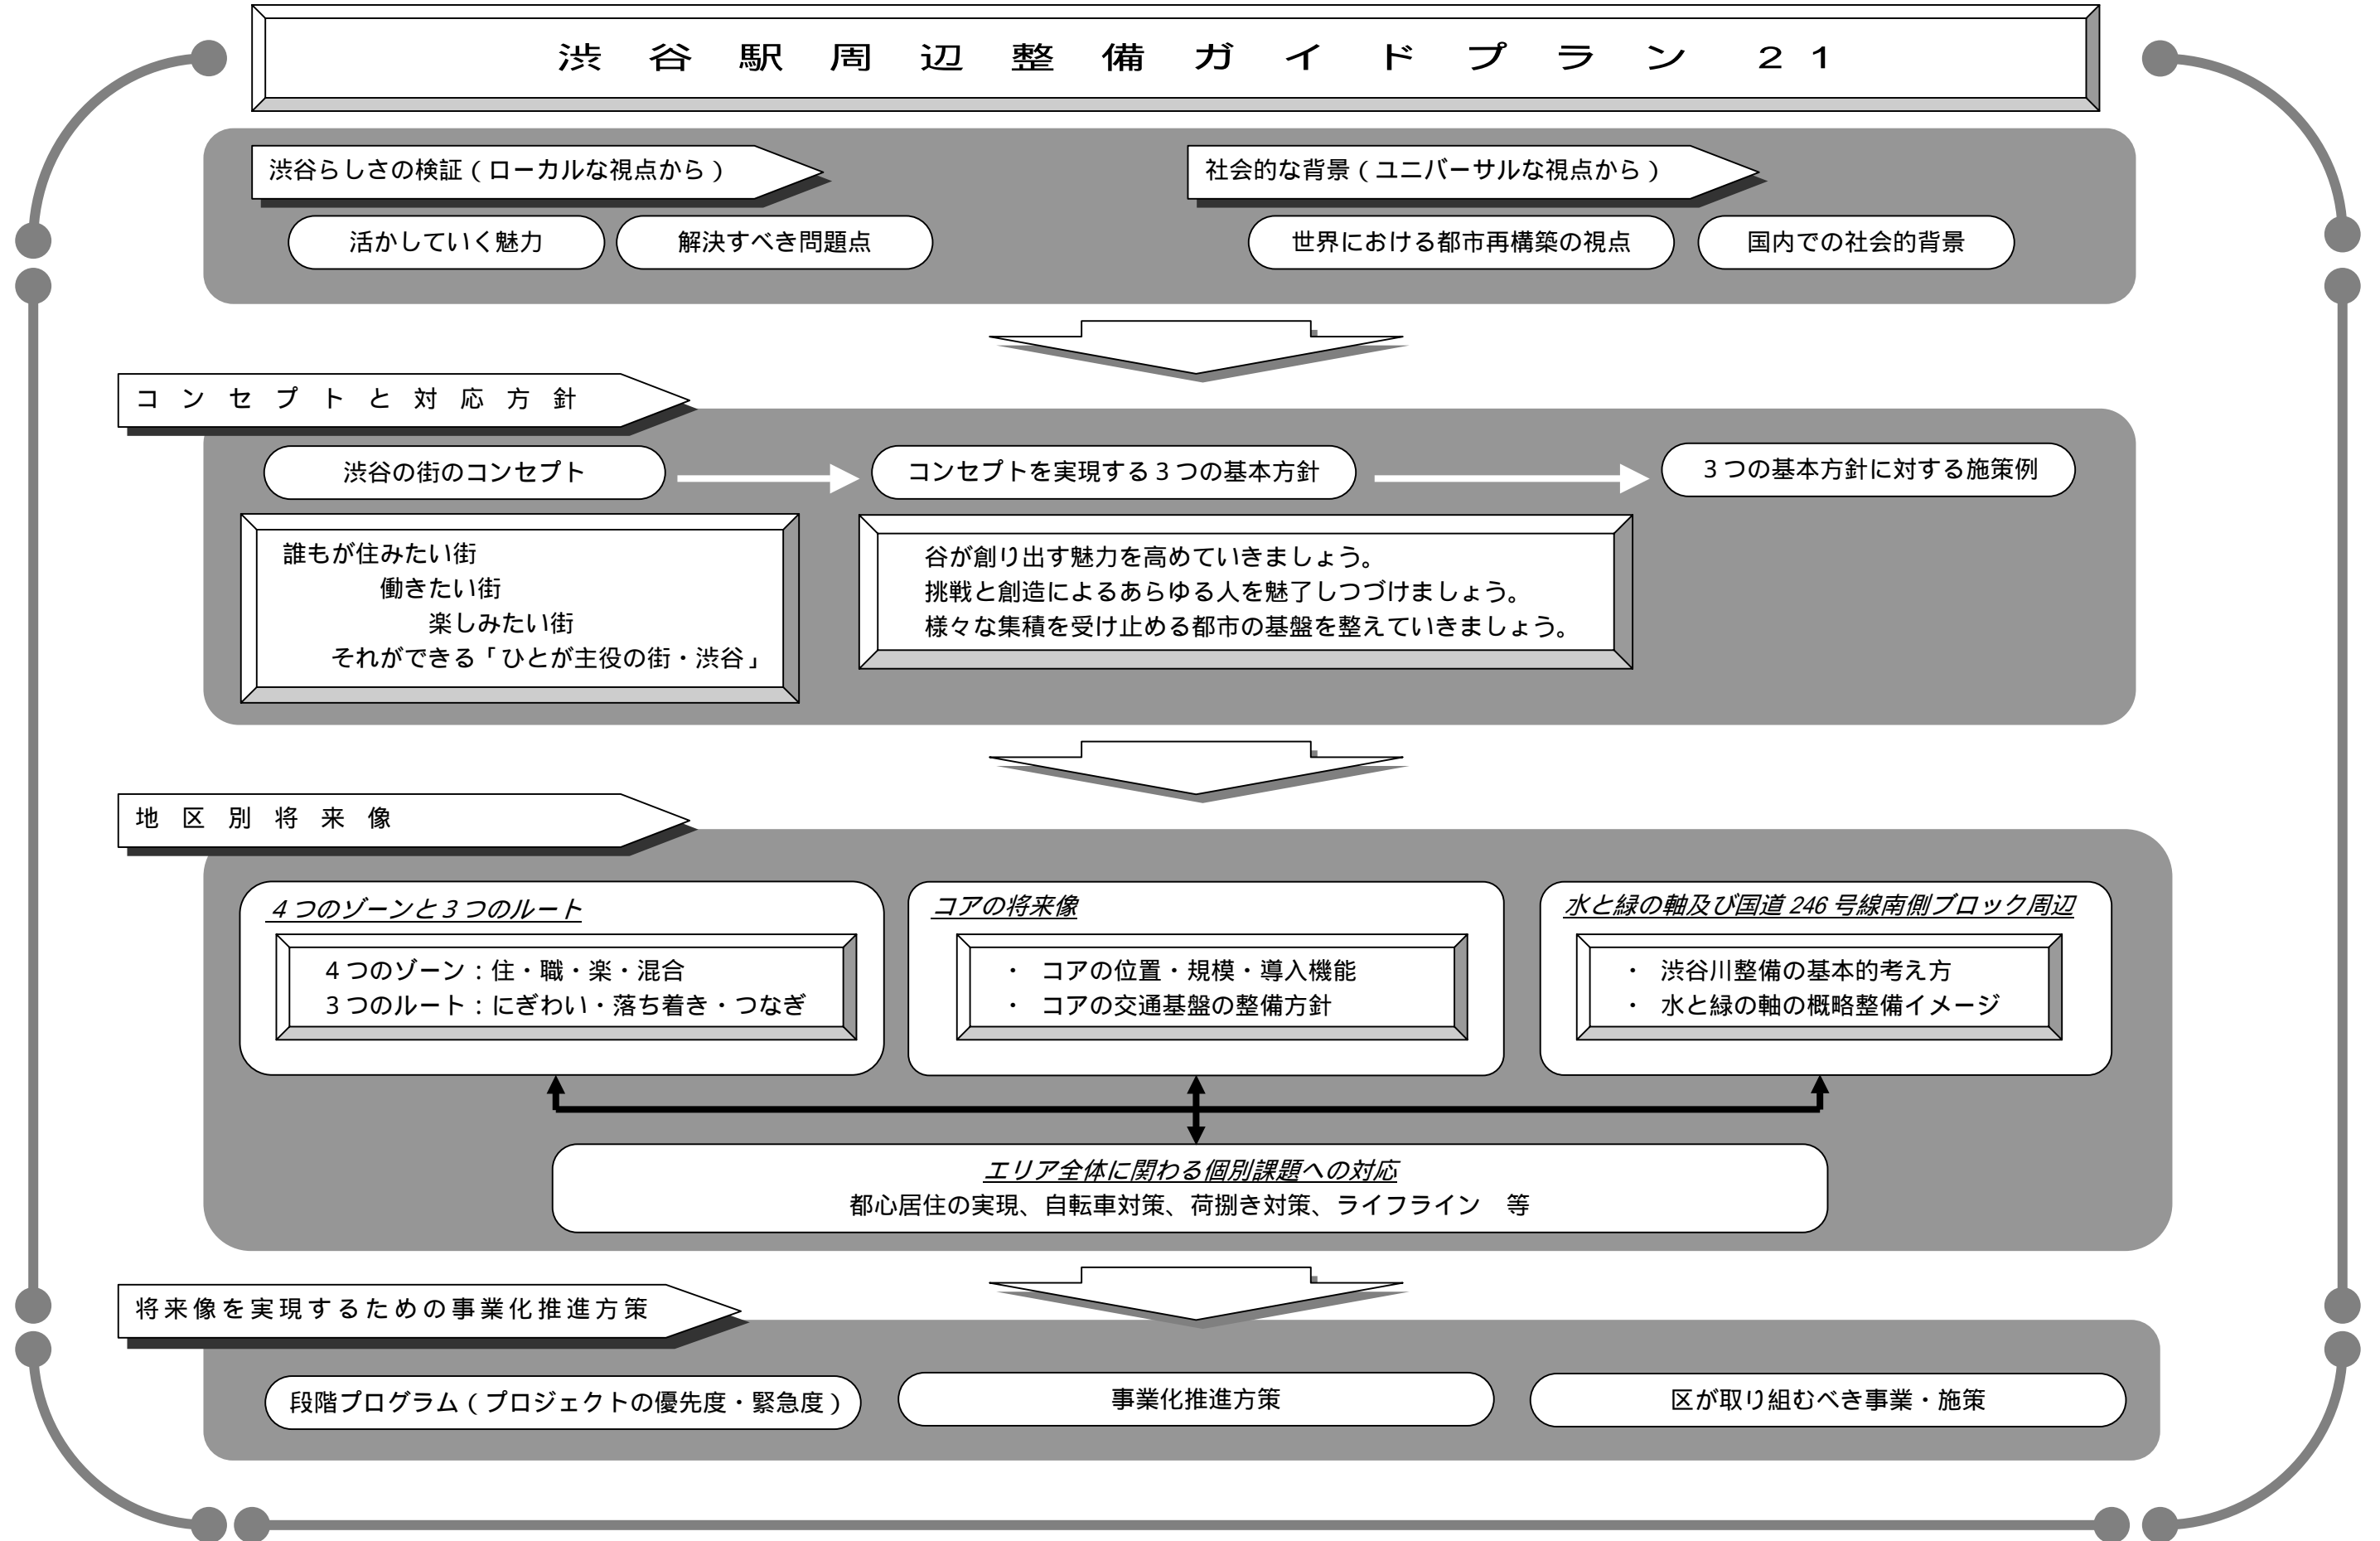 渋谷駅周辺整備ガイドプラン 21
渋谷らしさの検証（ローカルな視点から）
活かしていく魅力
解決すべき問題点
社会的な背景（ユニバーサルな視点から）
世界における都市再構築の視点
国内での社会的背景
コンセプトと対応方針
渋谷の街のコンセプト
コンセプトを実現する３つの基本方針
３つの基本方針に対する施策例
誰もが住みたい街
働きたい街
楽しみたい街
それができる「ひとが主役の街・渋谷」
谷が創り出す魅力を高めていきましょう。
挑戦と創造によるあらゆる人を魅了しつづけましょう。
様々な集積を受け止める都市の基盤を整えていきましょう。
地区別将来像
４つのゾーンと３つのルート
４つのゾーン：住・職・楽・混合
３つのルート：にぎわい・落ち着き・つなぎ
コアの将来像
・ コアの位置・規模・導入機能
・ コアの交通基盤の整備方針
水と緑の軸及び国道 246 号線南側ブロック周辺
・ 渋谷川整備の基本的考え方
・ 水と緑の軸の概略整備イメージ
エリア全体に関わる個別課題への対応
都心居住の実現、自転車対策、荷捌き対策、ライフライン　等
将来像を実現するための事業化推進方策
段階プログラム（プロジェクトの優先度・緊急度）
事業化推進方策
区が取り組むべき事業・施策